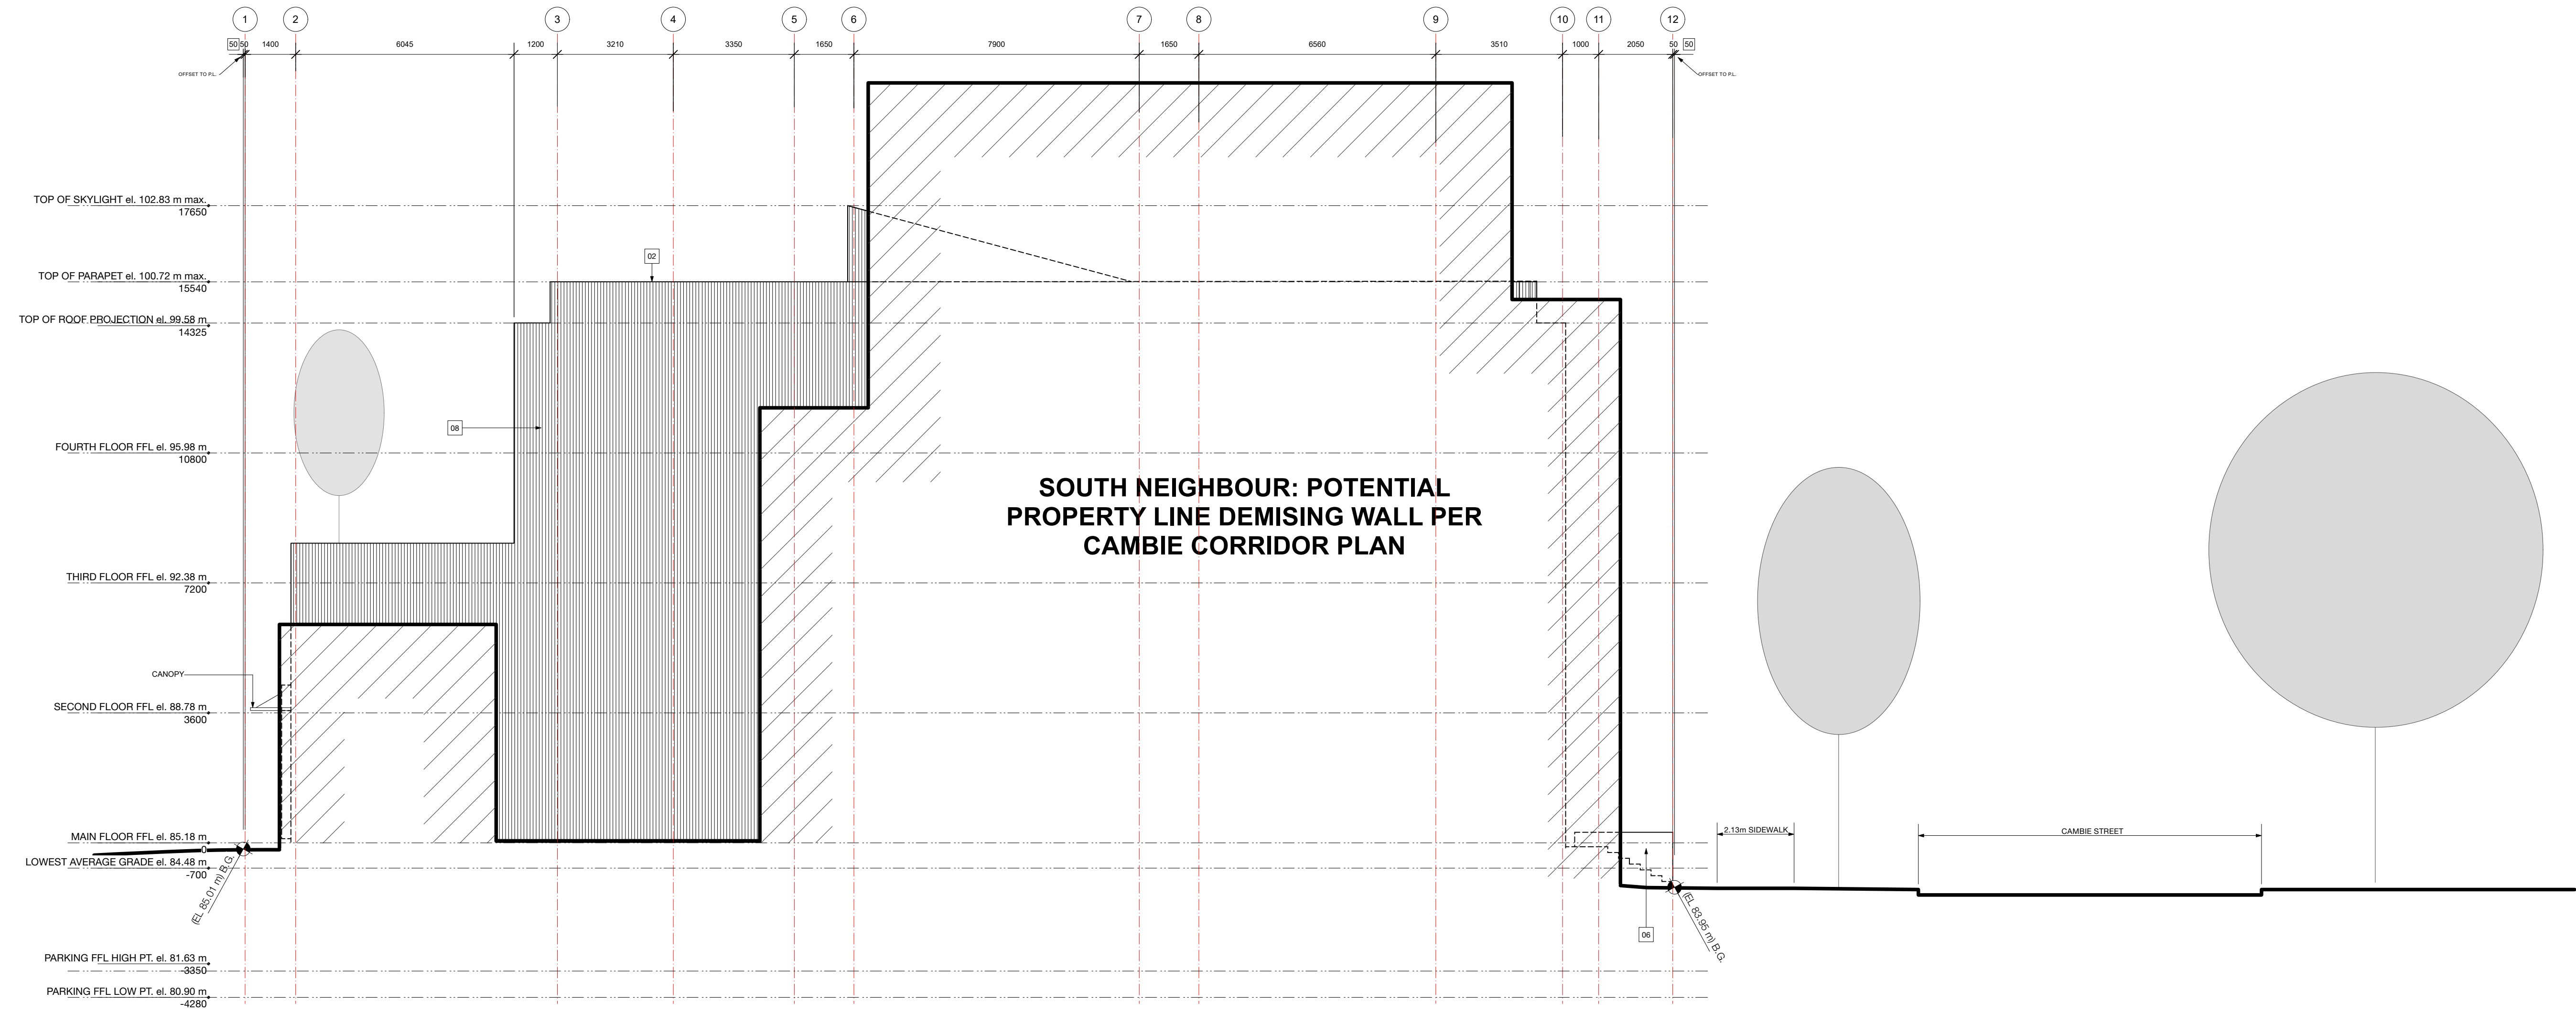 1 2 3 4 5 6 7 8 9 10 11 12
50 50 1400 6045 1200 3210 3350 1650 7900 1650 6560 3510 1000 2050 50 50
OFFSET TO P.L.
OFFSET TO P.L.
TOP OF SKYLIGHT el. 102.83 m max.
17650
02
TOP OF PARAPET el. 100.72 m max.
15540
TOP OF ROOF PROJECTION el. 99.58 m
14325
08
FOURTH FLOOR FFL el. 95.98 m
10800
SOUTH NEIGHBOUR: POTENTIAL
PROPERTY LINE DEMISING WALL PER
CAMBIE CORRIDOR PLAN
THIRD FLOOR FFL el. 92.38 m
7200
CANOPY
SECOND FLOOR FFL el. 88.78 m
3600
2.13m SIDEWALK
CAMBIE STREET
MAIN FLOOR FFL el. 85.18 m
0
LOWEST AVERAGE GRADE el. 84.48 m
-700
(EL 85.01 m) B.G.
(EL 83.95 m) B.G.
06
PARKING FFL HIGH PT. el. 81.63 m
-3350
PARKING FFL LOW PT. el. 80.90 m
-4280